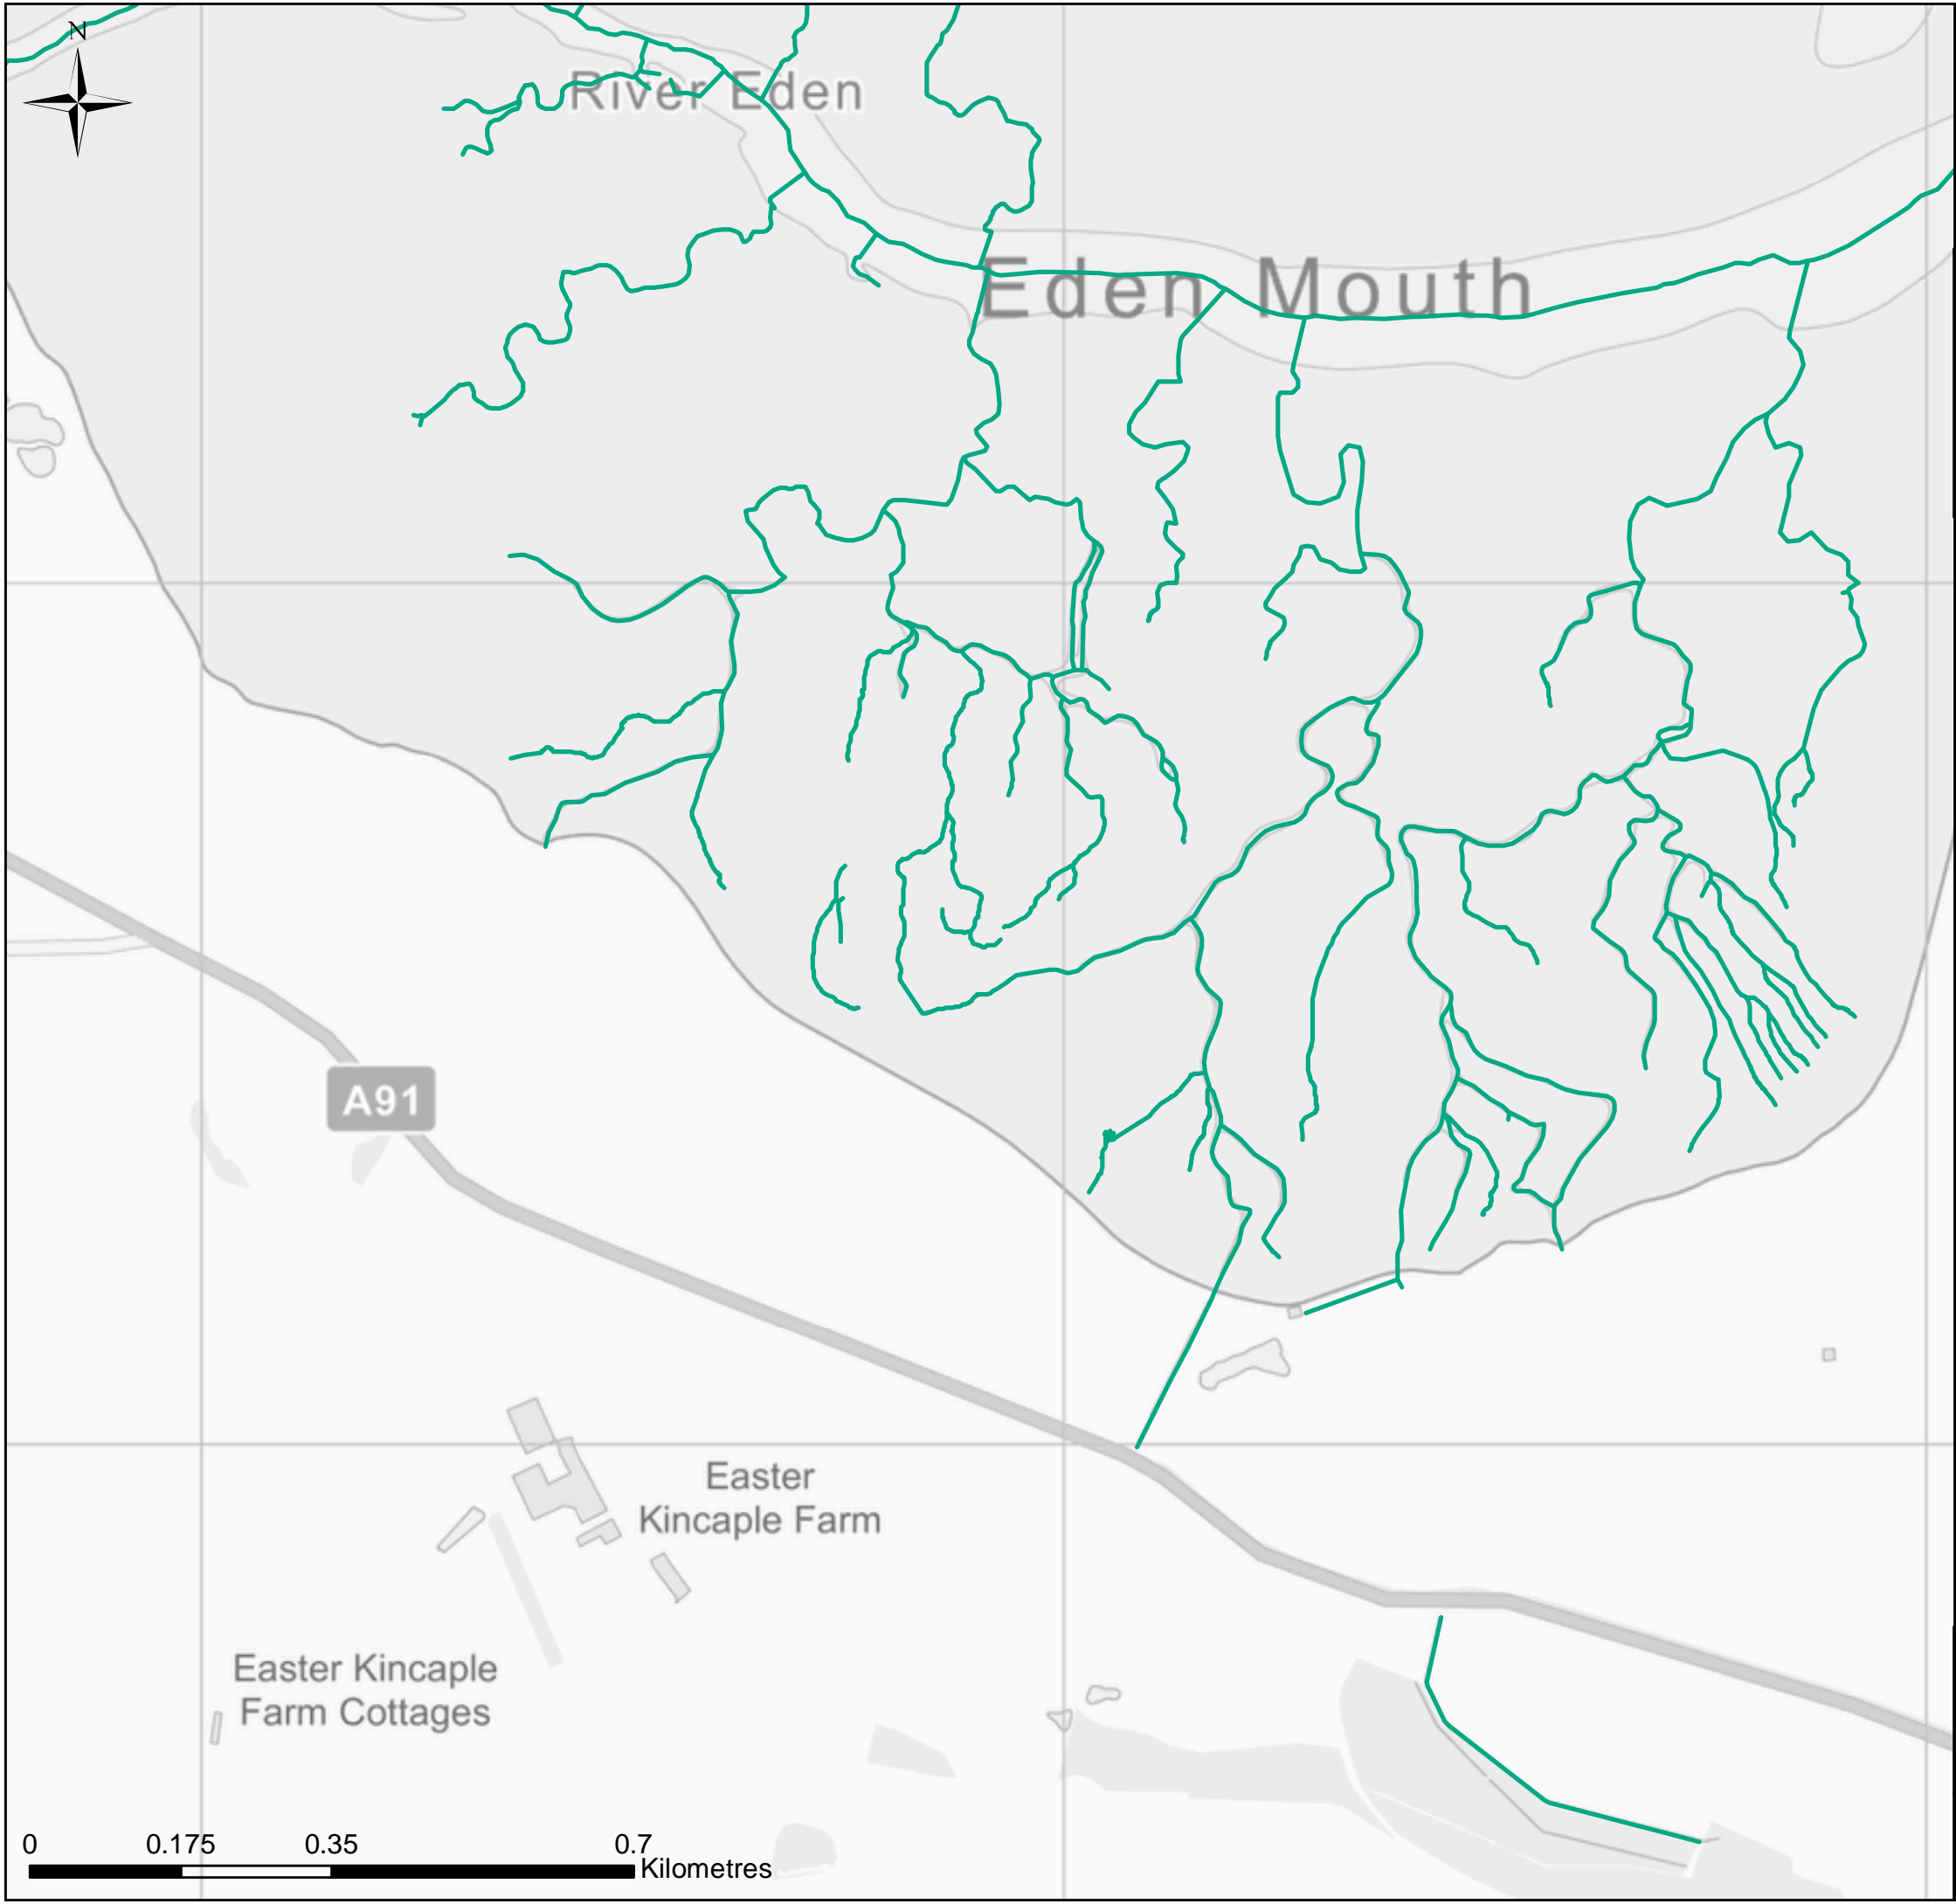 N
River Eden
Eden Mouth
A91
Easter
Kincaple Farm
Easter Kincaple
Farm Cottages
0 0.175 0.35 0.7
Kilometres